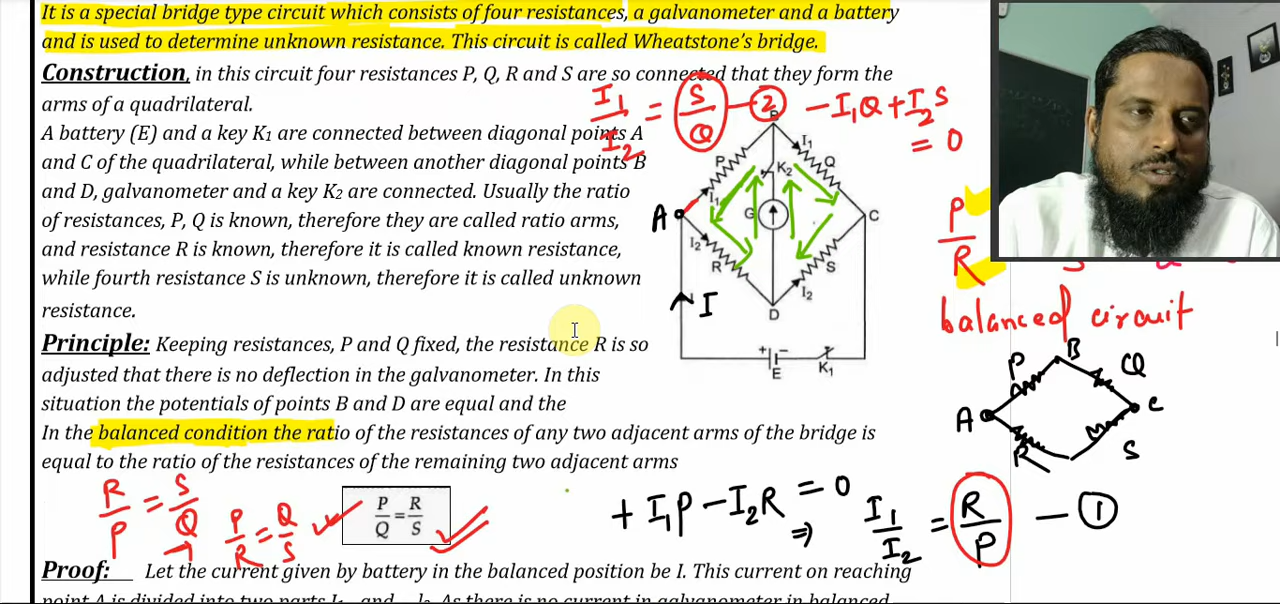 It is a special bridge type circuit which consists of four resistances, a galvanometer and a battery
and is used to determine unknown resistance. This circuit is called Wheatstone's bridge.
Construction, in this circuit four resistances P, Q, R and S are so connected that they form the
arms of a quadrilateral.
I1/I2 = S/Q - 2
-I1Q+I2S
= 0
A battery (E) and a key K1 are connected between diagonal points A
and C of the quadrilateral, while between another diagonal points B
and D, galvanometer and a key K2 are connected. Usually the ratio
of resistances, P, Q is known, therefore they are called ratio arms,
and resistance R is known, therefore it is called known resistance,
while fourth resistance S is unknown, therefore it is called unknown
resistance.
P
I1
Q
K2
I1
A
G
C
I2
R
S
I2
D
I
+ -
E
K1
P/R
balanced circuit
P
B
Q
A
C
R
S
Principle: Keeping resistances, P and Q fixed, the resistance R is so
adjusted that there is no deflection in the galvanometer. In this
situation the potentials of points B and D are equal and the
In the balanced condition the ratio of the resistances of any two adjacent arms of the bridge is
equal to the ratio of the resistances of the remaining two adjacent arms
R/P = S/Q
P/R = Q/S
P/Q = R/S
+ I1P - I2R = 0 ⇒ I1/I2 = R/P - 1
Proof: Let the current given by battery in the balanced position be I. This current on reaching